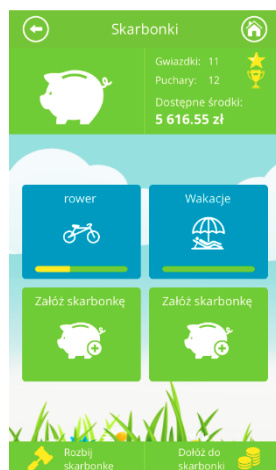 Skarbonki
Gwiazdki: 11
Puchary: 12
Dostępne środki:
5 616.55 zł
rower
Wakacje
Załóż skarbonkę
Załóż skarbonkę
Rozbij
skarbonkę
Dołóż do
skarbonki